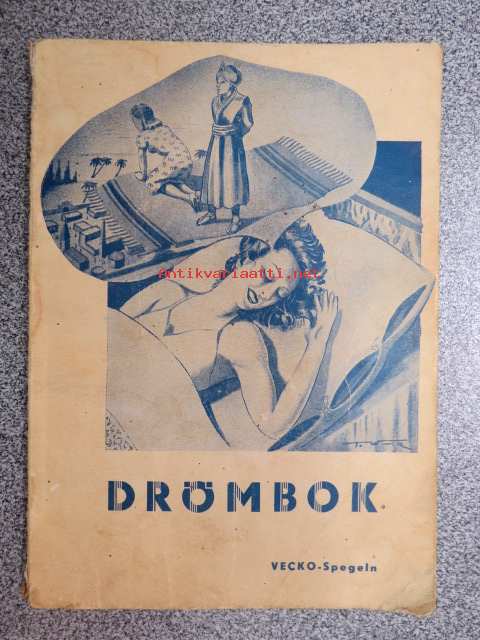 antikvariaatti.net
DRÖMBOK
VECKO-Spegeln